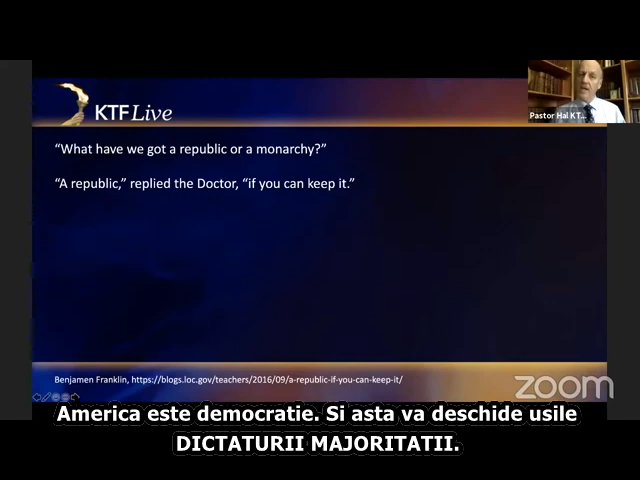 KTFLive
Pastor Hal KT...
“What have we got a republic or a monarchy?”
“A republic,” replied the Doctor, “if you can keep it.”
Benjamen Franklin, https://blogs.loc.gov/teachers/2016/09/a-republic-if-you-can-keep-it/
zoom
America este democratie. Si asta va deschide usile
DICTATURII MAJORITATII.